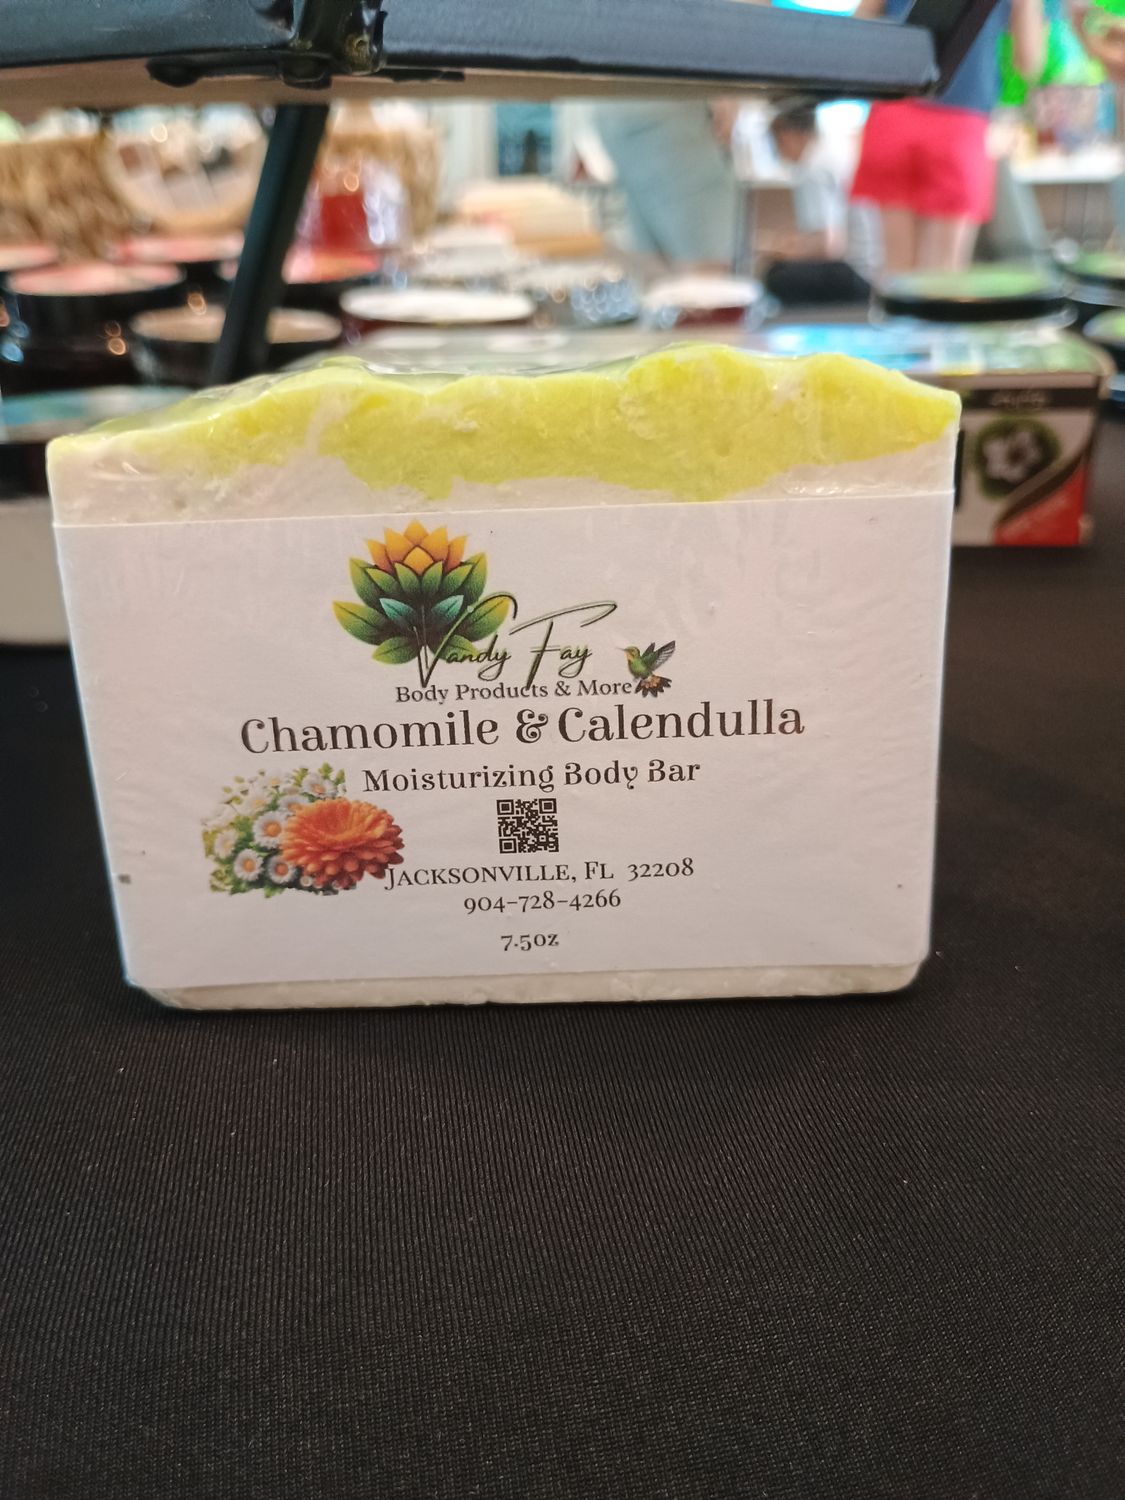 Vandy Fay
Body Products & More
Chamomile & Calendulla
Moisturizing Body Bar
Jacksonville, Fl 32208
904-728-4266
7.5oz